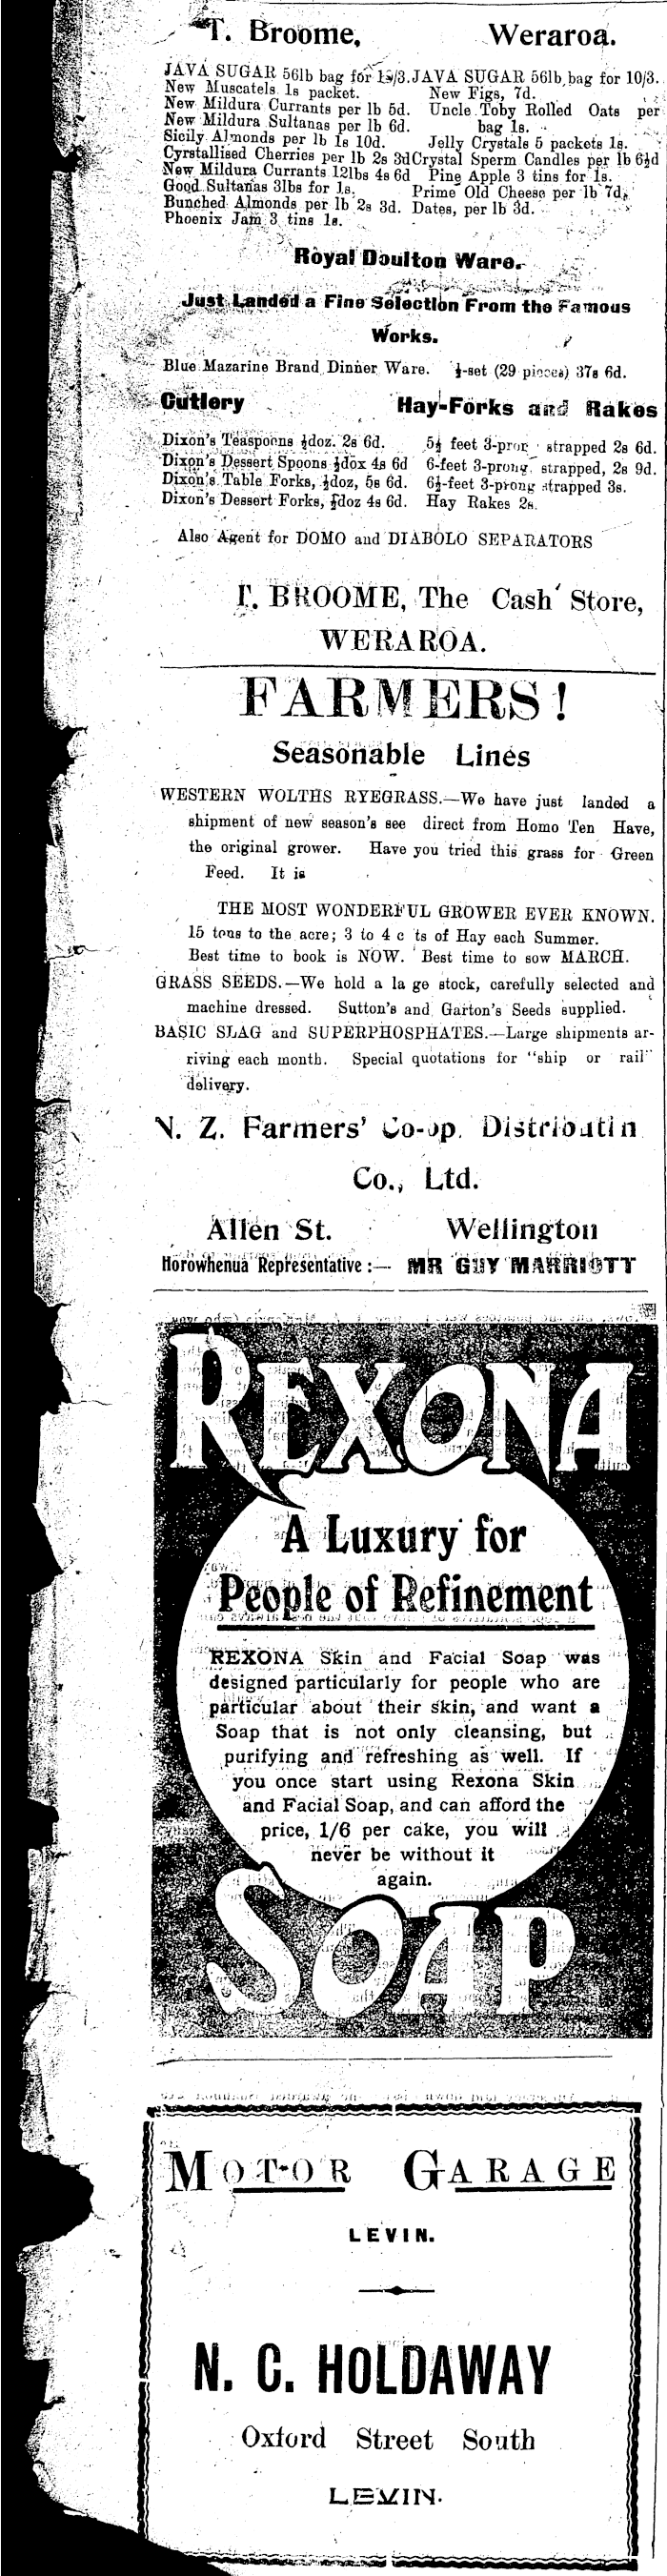 T. Broome, Weraroa.
JAVA SUGAR 56lb bag for
New Muscatels 1s packet.
New Mildura Currants per lb 5d.
New Mildura Sultanas per lb 6d.
Sicily Almonds per lb 1s 10d.
Cyrstallised Cherries per lb 2s 3d
New Mildura Currants 12lbs 4s 6d
Good Sultanas 3lbs for 1s.
Bunched Almonds per lb 2s 3d.
Phoenix Jam 3 tins 1s.
JAVA SUGAR 56lb bag for 10/3.
New Figs, 7d.
Uncle Toby Rolled Oats per
bag 1s.
Jelly Crystals 5 packets 1s.
Crystal Sperm Candles per lb 6½d
Pine Apple 3 tins for 1s.
Prime Old Cheese per lb 7d,
Dates, per lb 3d.
Royal Doulton Ware.
Just Landed a Fine Selection From the Famous
Works.
Blue Mazarine Brand Dinner Ware. ½-set (29 pieces) 37s 6d.
Cutlery
Dixon's Teaspoons ½doz. 2s 6d.
Dixon's Dessert Spoons ½dox 4s 6d
Dixon's Table Forks, ½doz, 5s 6d.
Dixon's Dessert Forks, ½doz 4s 6d.
Hay-Forks and Rakes
5½ feet 3-pror strapped 2s 6d.
6-feet 3-prong strapped, 2s 9d.
6½-feet 3-prong strapped 3s.
Hay Rakes 2s.
Also Agent for DOMO and DIABOLO SEPARATORS
T. BROOME, The Cash Store,
WERAROA.
FARMERS!
Seasonable Lines
WESTERN WOLTHS RYEGRASS.—We have just landed a
shipment of new season's see direct from Homo Ten Have,
the original grower. Have you tried this grass for Green
Feed. It is
THE MOST WONDERFUL GROWER EVER KNOWN.
15 tons to the acre; 3 to 4 c ts of Hay each Summer.
Best time to book is NOW. Best time to sow MARCH.
GRASS SEEDS.—We hold a la ge stock, carefully selected and
machine dressed. Sutton's and Garton's Seeds supplied.
BASIC SLAG and SUPERPHOSPHATES.—Large shipments ar-
riving each month. Special quotations for "ship or rail"
delivery.
N. Z. Farmers' Co-op. Distributin
Co., Ltd.
Allen St. Wellington
Horowhenua Representative:— MR GUY MARRIOTT
REXONA
A Luxury for
People of Refinement
REXONA Skin and Facial Soap was
designed particularly for people who are
particular about their skin, and want a
Soap that is not only cleansing, but
purifying and refreshing as well. If
you once start using Rexona Skin
and Facial Soap, and can afford the
price, 1/6 per cake, you will
never be without it
again.
SOAP
MOTOR GARAGE
LEVIN.
N. C. HOLDAWAY
Oxford Street South
LEVIN.